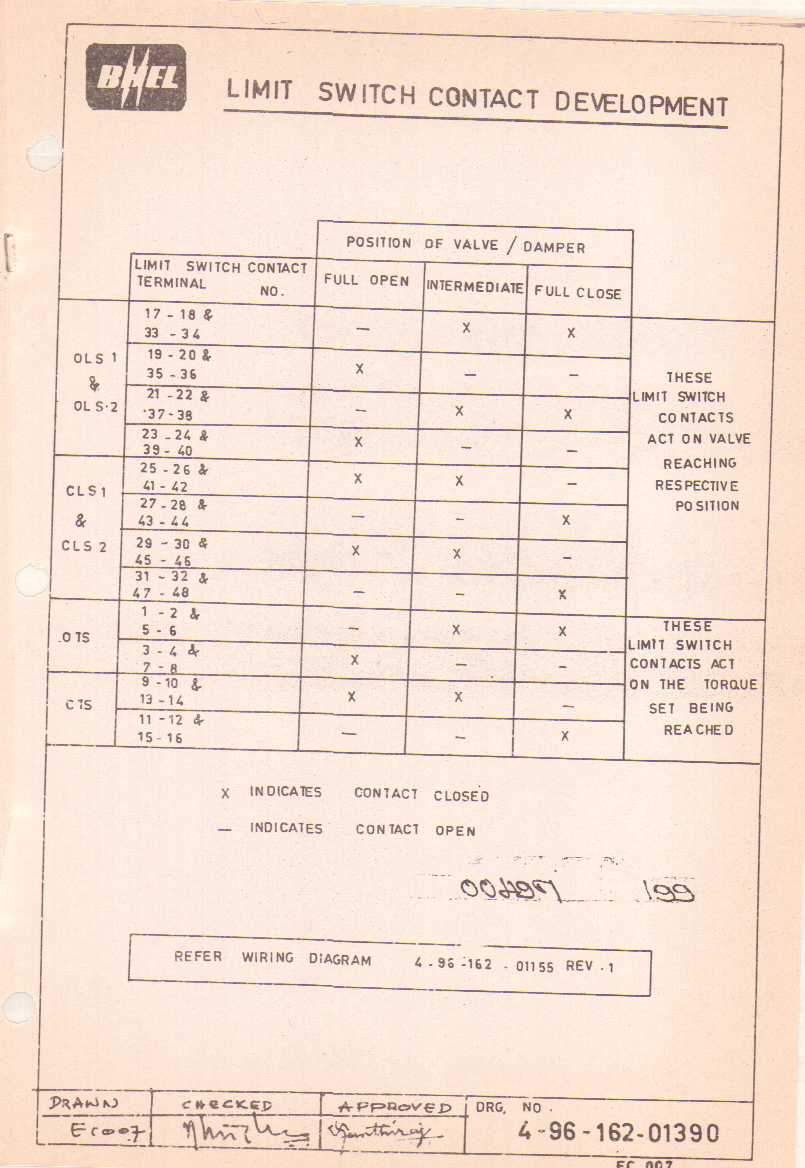 BHEL
LIMIT SWITCH CONTACT DEVELOPMENT
POSITION OF VALVE / DAMPER
LIMIT SWITCH CONTACT
TERMINAL NO.
FULL OPEN INTERMEDIATE FULL CLOSE
OLS 1
&
OLS·2
17 - 18 &
33 - 34 — X X
19 - 20 &
35 - 36 X — —
21 - 22 &
37 - 38 — X X
23 - 24 &
39 - 40 X — —
CLS 1
&
CLS 2
25 - 26 &
41 - 42 X X —
27 - 28 &
43 - 44 — — X
29 - 30 &
45 - 46 X X —
31 - 32 &
47 - 48 — — X
THESE
LIMIT SWITCH
CONTACTS
ACT ON VALVE
REACHING
RESPECTIVE
POSITION
OTS
1 - 2 &
5 - 6 — X X
3 - 4 &
7 - 8 X — —
CTS
9 - 10 &
13 - 14 X X —
11 - 12 &
15 - 16 — — X
THESE
LIMIT SWITCH
CONTACTS ACT
ON THE TORQUE
SET BEING
REACHED
X INDICATES CONTACT CLOSED
— INDICATES CONTACT OPEN
199
REFER WIRING DIAGRAM 4 - 96 - 162 - 01155 REV . 1
DRAWN CHECKED APPROVED DRG. NO.
EC007 4-96-162-01390
EC 007